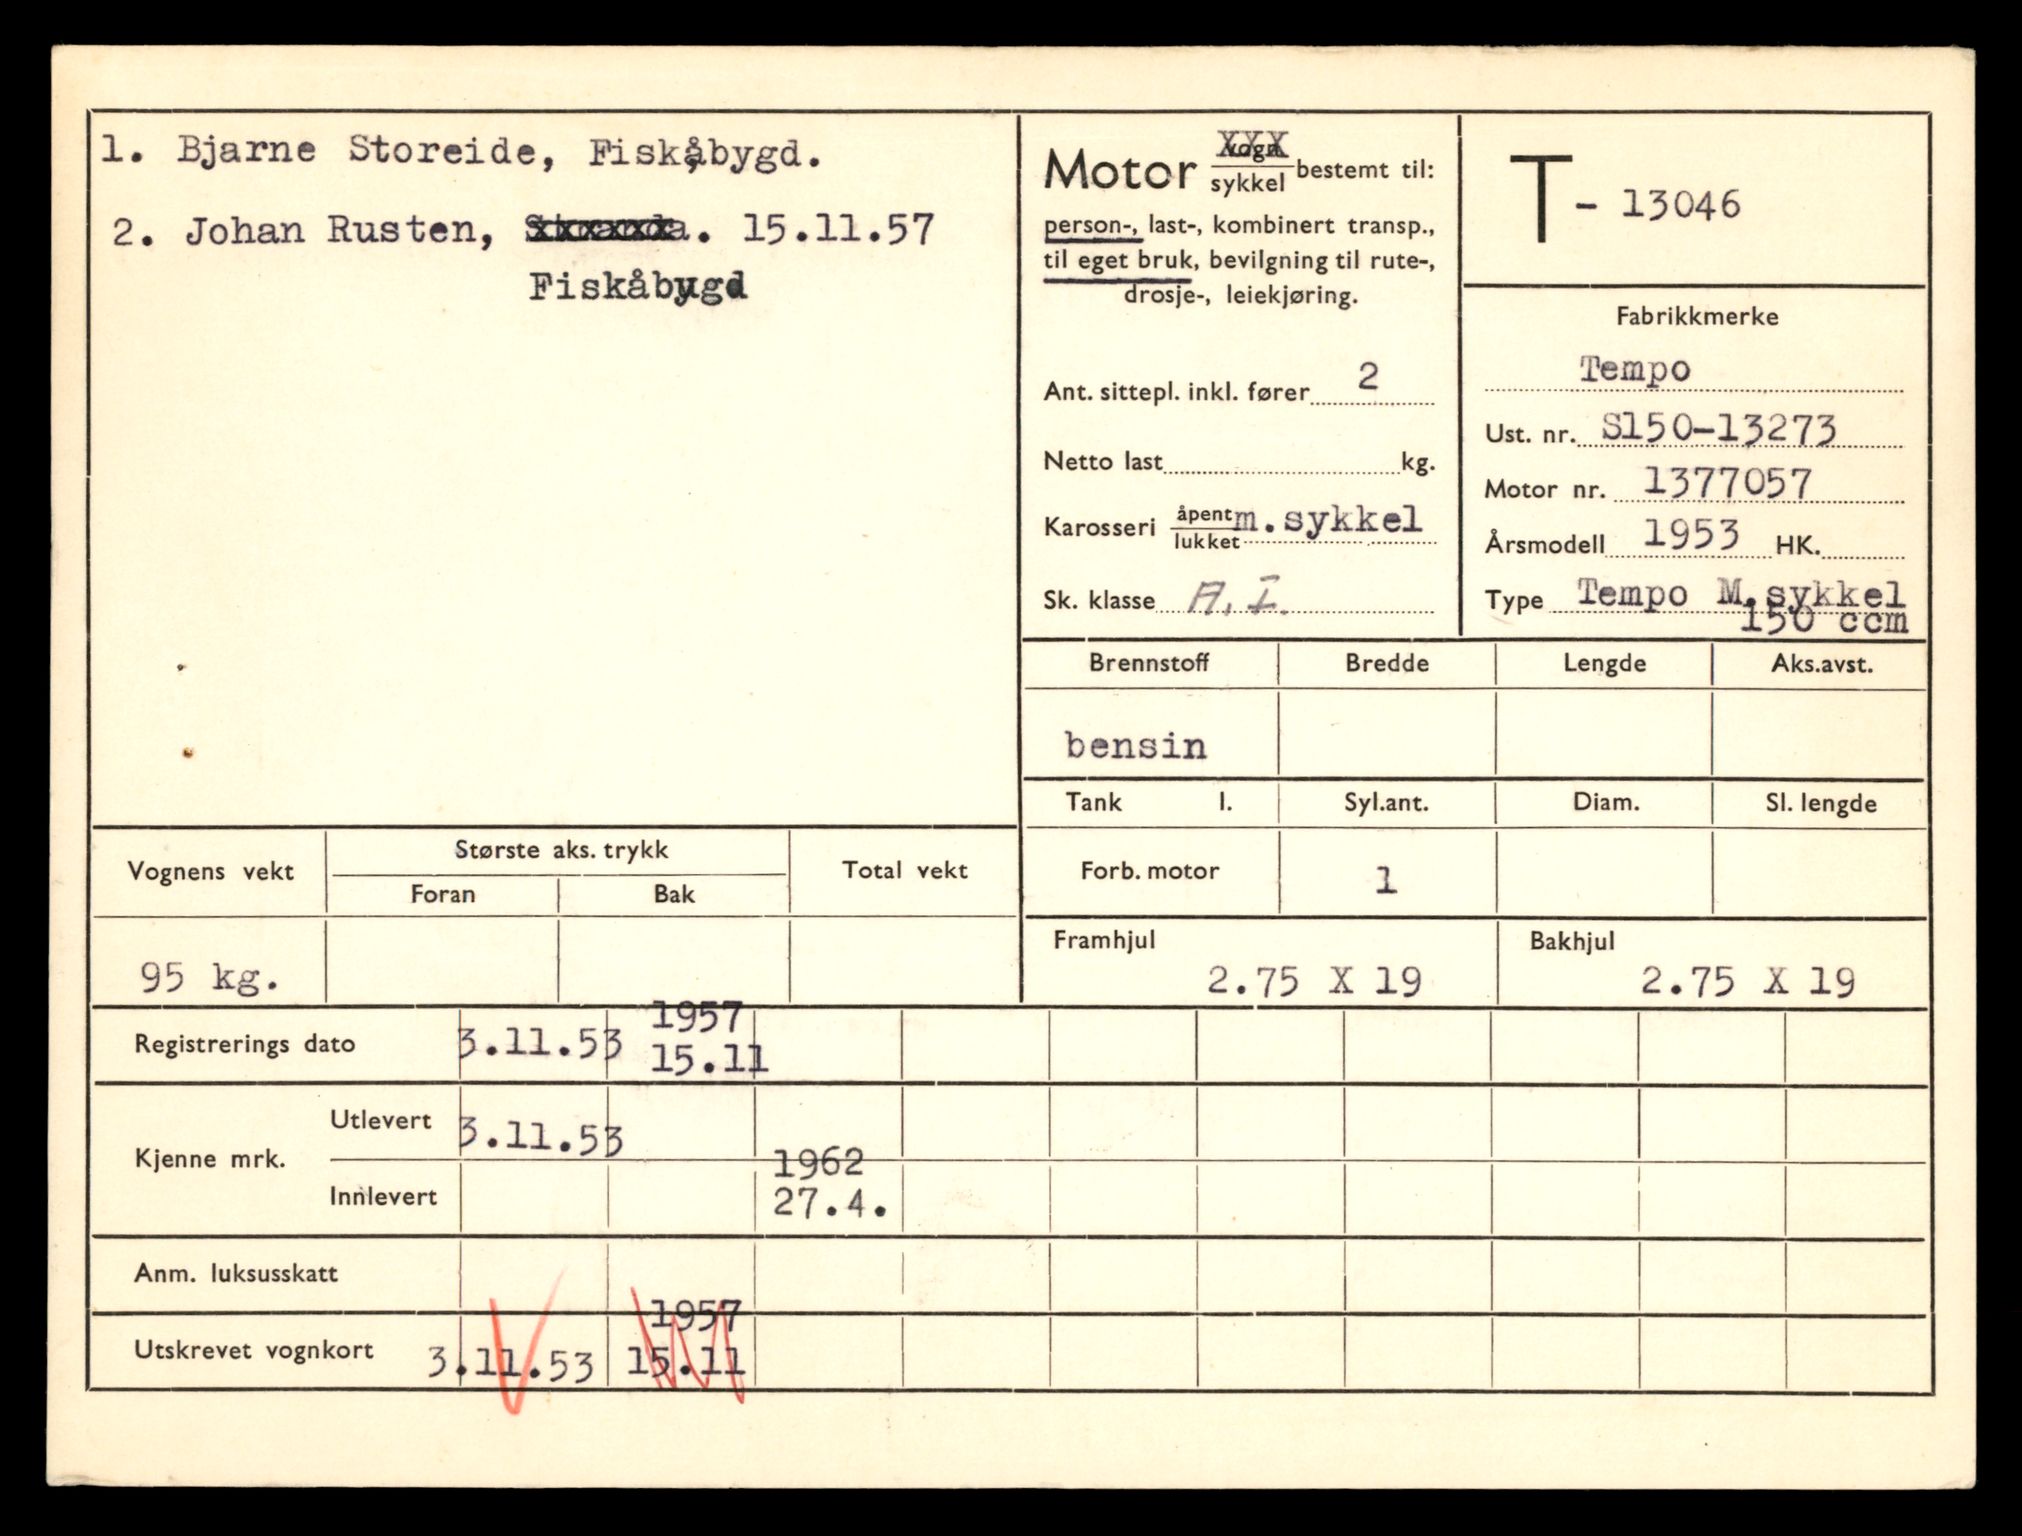 1. Bjarne Storeide, Fiskåbygd.
2. Johan Rusten, Stranda. 15.11.57
Fiskåbygd
Motor vogn XXX bestemt til:
sykkel
person-, last-, kombinert transp.,
til eget bruk, bevilgning til rute-,
drosje-, leiekjøring.
Ant. sittepl. inkl. fører 2
Netto last kg.
Karosseri åpent m.sykkel
lukket
Sk. klasse A. I.
T - 13046
Fabrikkmerke
Tempo
Ust. nr. S150-13273
Motor nr. 1377057
Årsmodell 1953 HK.
Type Tempo M.sykkel
150 ccm
Brennstoff Bredde Lengde Aks.avst.
bensin
Tank l. Syl.ant. Diam. Sl. lengde
Forb. motor 1
Framhjul Bakhjul
2.75 X 19 2.75 X 19
Vognens vekt Største aks. trykk Total vekt
Foran Bak
95 kg.
1957
Registrerings dato 3.11.53 15.11
Kjenne mrk. Utlevert 3.11.53
1962
Innlevert 27.4.
Anm. luksusskatt
1957
Utskrevet vognkort 3.11.53 15.11